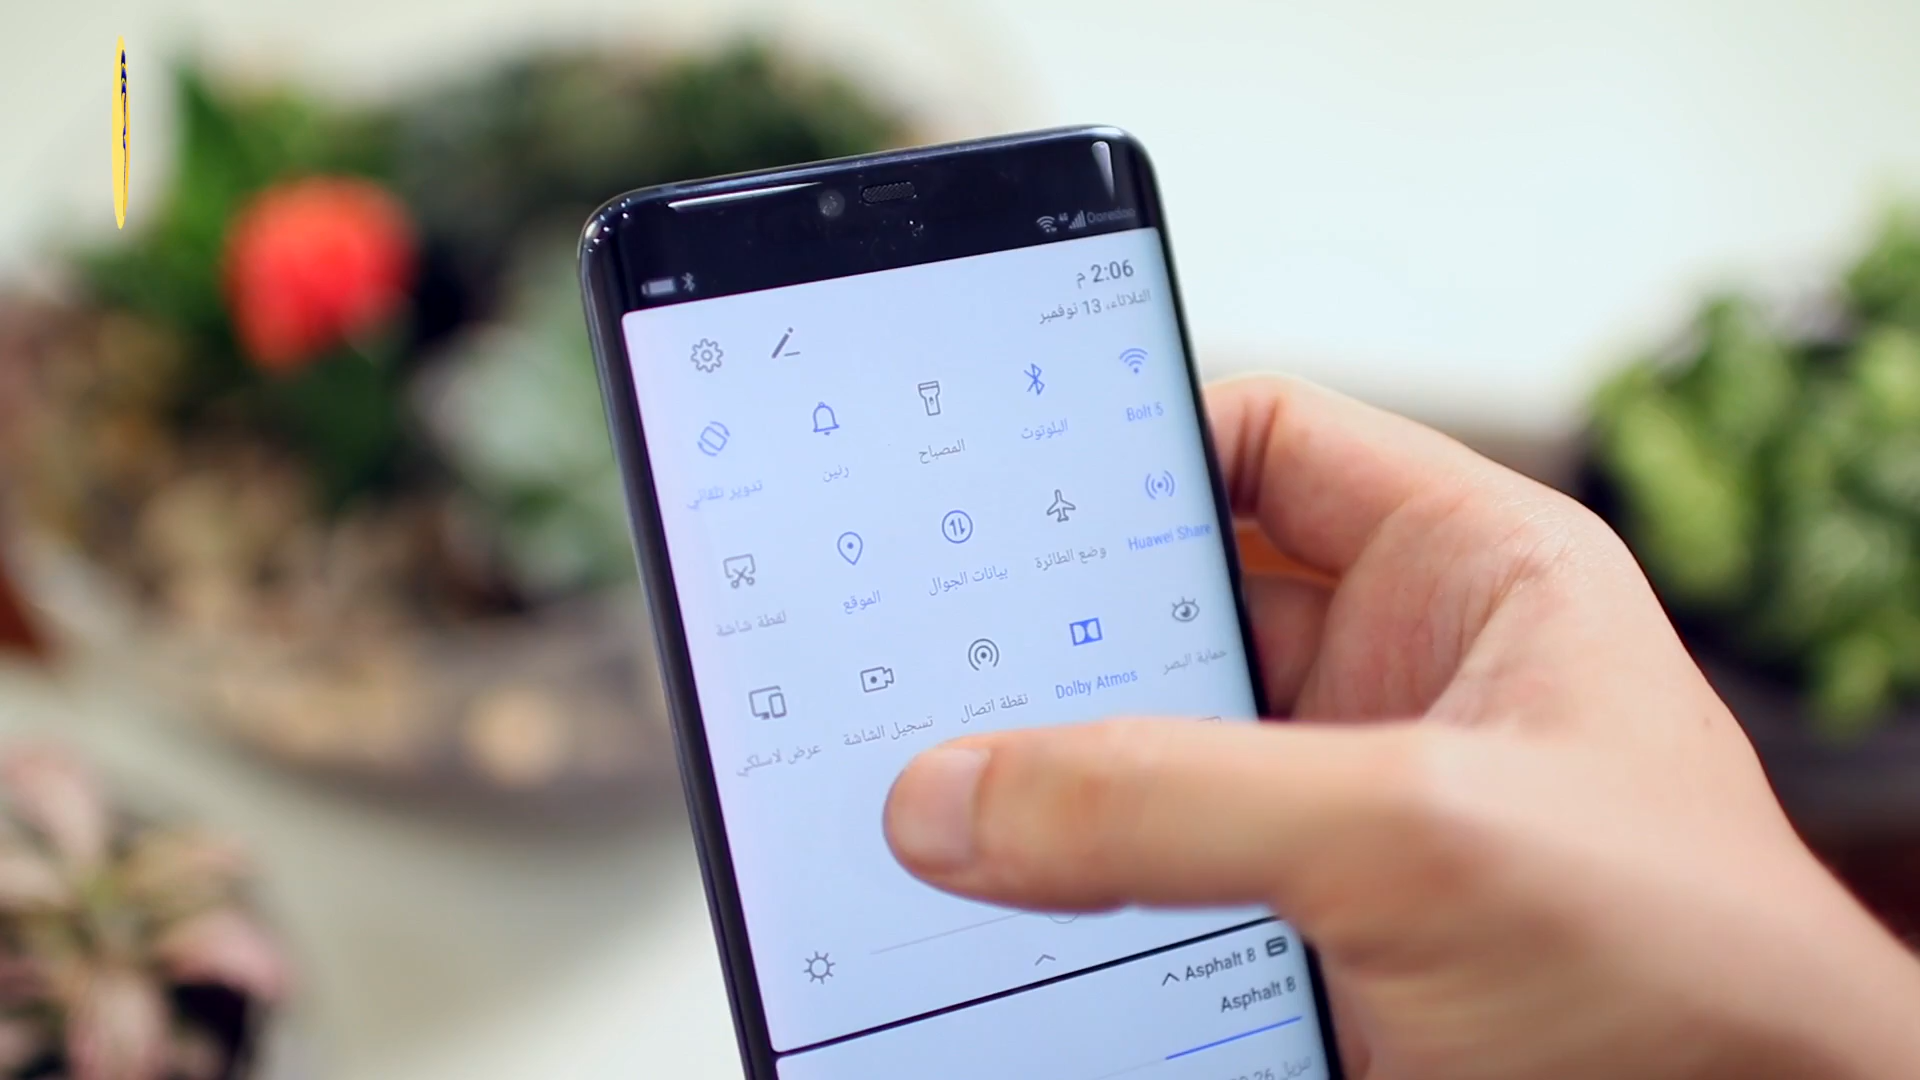 Ooredoo
2:06 م
الثلاثاء، 13 نوفمبر
Bolt 5
البلوتوث
المصباح
رنين
تدوير تلقائي
Huawei Share
وضع الطائرة
بيانات الجوال
الموقع
لقطة شاشة
حماية البصر
Dolby Atmos
نقطة اتصال
تسجيل الشاشة
عرض لاسلكي
Asphalt 8
Asphalt 8